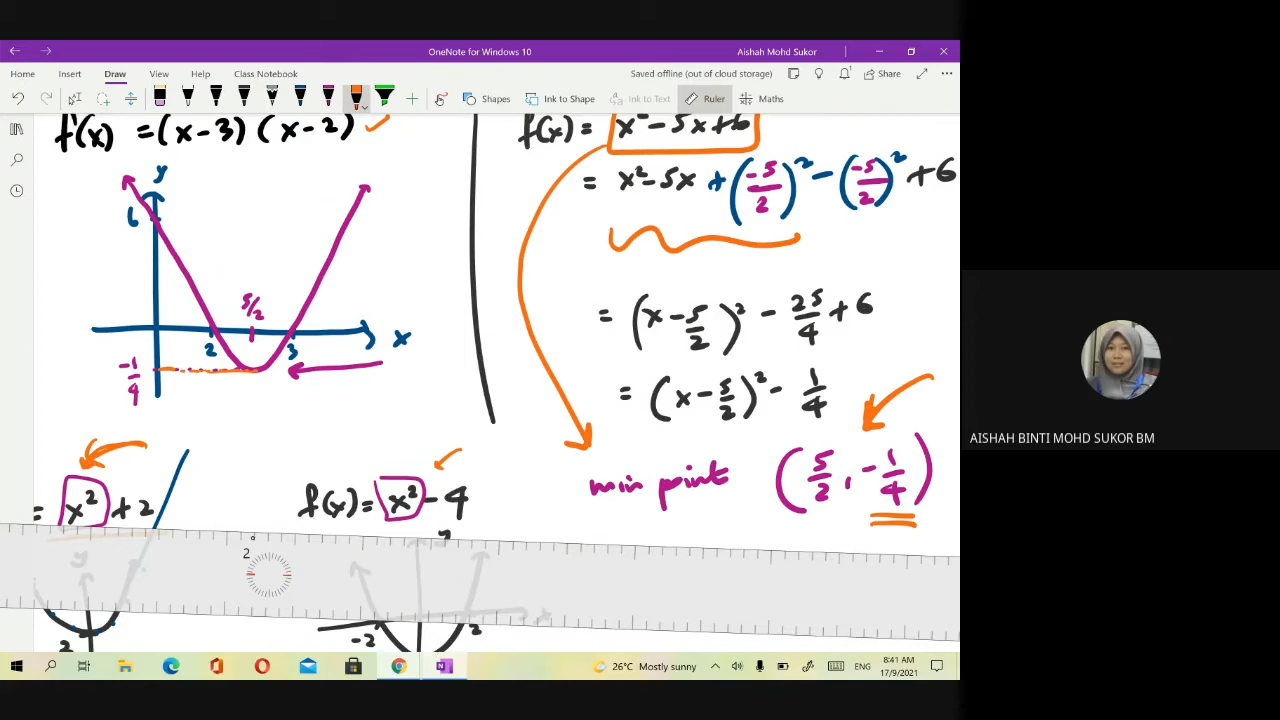 OneNote for Windows 10
Aishah Mohd Sukor
Home Insert Draw View Help Class Notebook
Saved offline (out of cloud storage)
Share
Shapes
Ink to Shape
Ink to Text
Ruler
Maths
f(x) = (x-3) (x-2)
y
6
5/2
2
3
x
-1/4
f(x) = x² - 5x + 6
= x² - 5x + (-5/2)² - (-5/2)² + 6
= (x - 5/2)² - 25/4 + 6
= (x - 5/2)² - 1/4
min point (5/2, -1/4)
= x² + 2
f(x) = x² - 4
2
y
x
-2
2
2
AISHAH BINTI MOHD SUKOR BM
26°C Mostly sunny
ENG
8:41 AM
17/9/2021